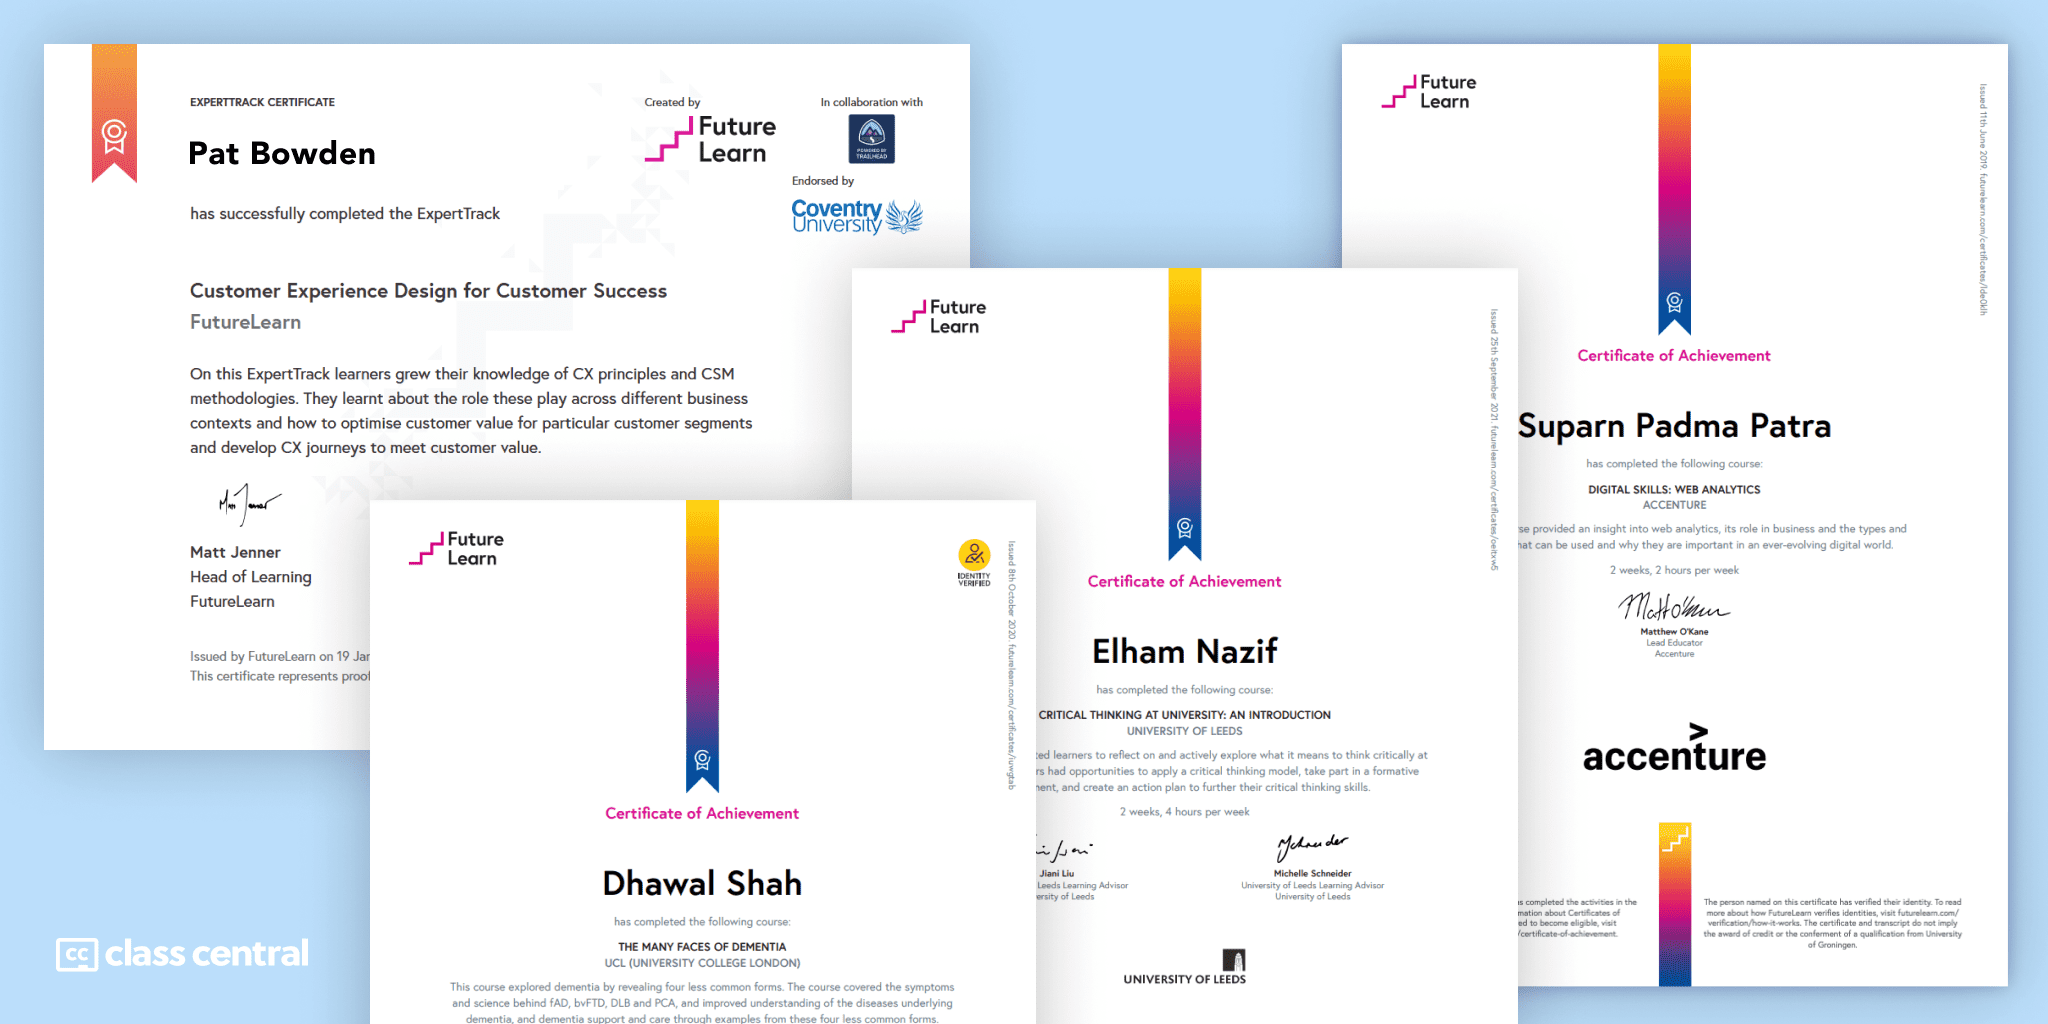 EXPERTTRACK CERTIFICATE
Pat Bowden
has successfully completed the ExpertTrack
Created by
Future
Learn
In collaboration with
POWERED BY
TRAILHEAD
Endorsed by
Coventry
University
Customer Experience Design for Customer Success
FutureLearn
On this ExpertTrack learners grew their knowledge of CX principles and CSM
methodologies. They learnt about the role these play across different business
contexts and how to optimise customer value for particular customer segments
and develop CX journeys to meet customer value.
Matt Jenner
Matt Jenner
Head of Learning
FutureLearn
Issued by FutureLearn on 19 Jan
This certificate represents proof
Future
Learn
IDENTITY
VERIFIED
Issued 8th October 2020. futurelearn.com/certificates/iuwgtab
Certificate of Achievement
Dhawal Shah
has completed the following course:
THE MANY FACES OF DEMENTIA
UCL (UNIVERSITY COLLEGE LONDON)
This course explored dementia by revealing four less common forms. The course covered the symptoms
and science behind fAD, bvFTD, DLB and PCA, and improved understanding of the diseases underlying
dementia, and dementia support and care through examples from these four less common forms.
Future
Learn
Issued 25th September 2021. futurelearn.com/certificates/oeitxw5
Certificate of Achievement
Elham Nazif
has completed the following course:
CRITICAL THINKING AT UNIVERSITY: AN INTRODUCTION
UNIVERSITY OF LEEDS
ted learners to reflect on and actively explore what it means to think critically at
rs had opportunities to apply a critical thinking model, take part in a formative
ment, and create an action plan to further their critical thinking skills.
2 weeks, 4 hours per week
Jiani Liu
Leeds Learning Advisor
ersity of Leeds
MSchneider
Michelle Schneider
University of Leeds Learning Advisor
University of Leeds
UNIVERSITY OF LEEDS
Future
Learn
Issued 11th June 2019. futurelearn.com/certificates/lde0klh
Certificate of Achievement
Suparn Padma Patra
has completed the following course:
DIGITAL SKILLS: WEB ANALYTICS
ACCENTURE
se provided an insight into web analytics, its role in business and the types and
hat can be used and why they are important in an ever-evolving digital world.
2 weeks, 2 hours per week
Matt O'Kane
Matthew O'Kane
Lead Educator
Accenture
accenture
as completed the activities in the
mation about Certificates of
ed to become eligible, visit
/certificate-of-achievement.
The person named on this certificate has verified their identity. To read
more about how FutureLearn verifies identities, visit futurelearn.com/
verification/how-it-works. The certificate and transcript do not imply
the award of credit or the conferment of a qualification from University
of Groningen.
cc class central